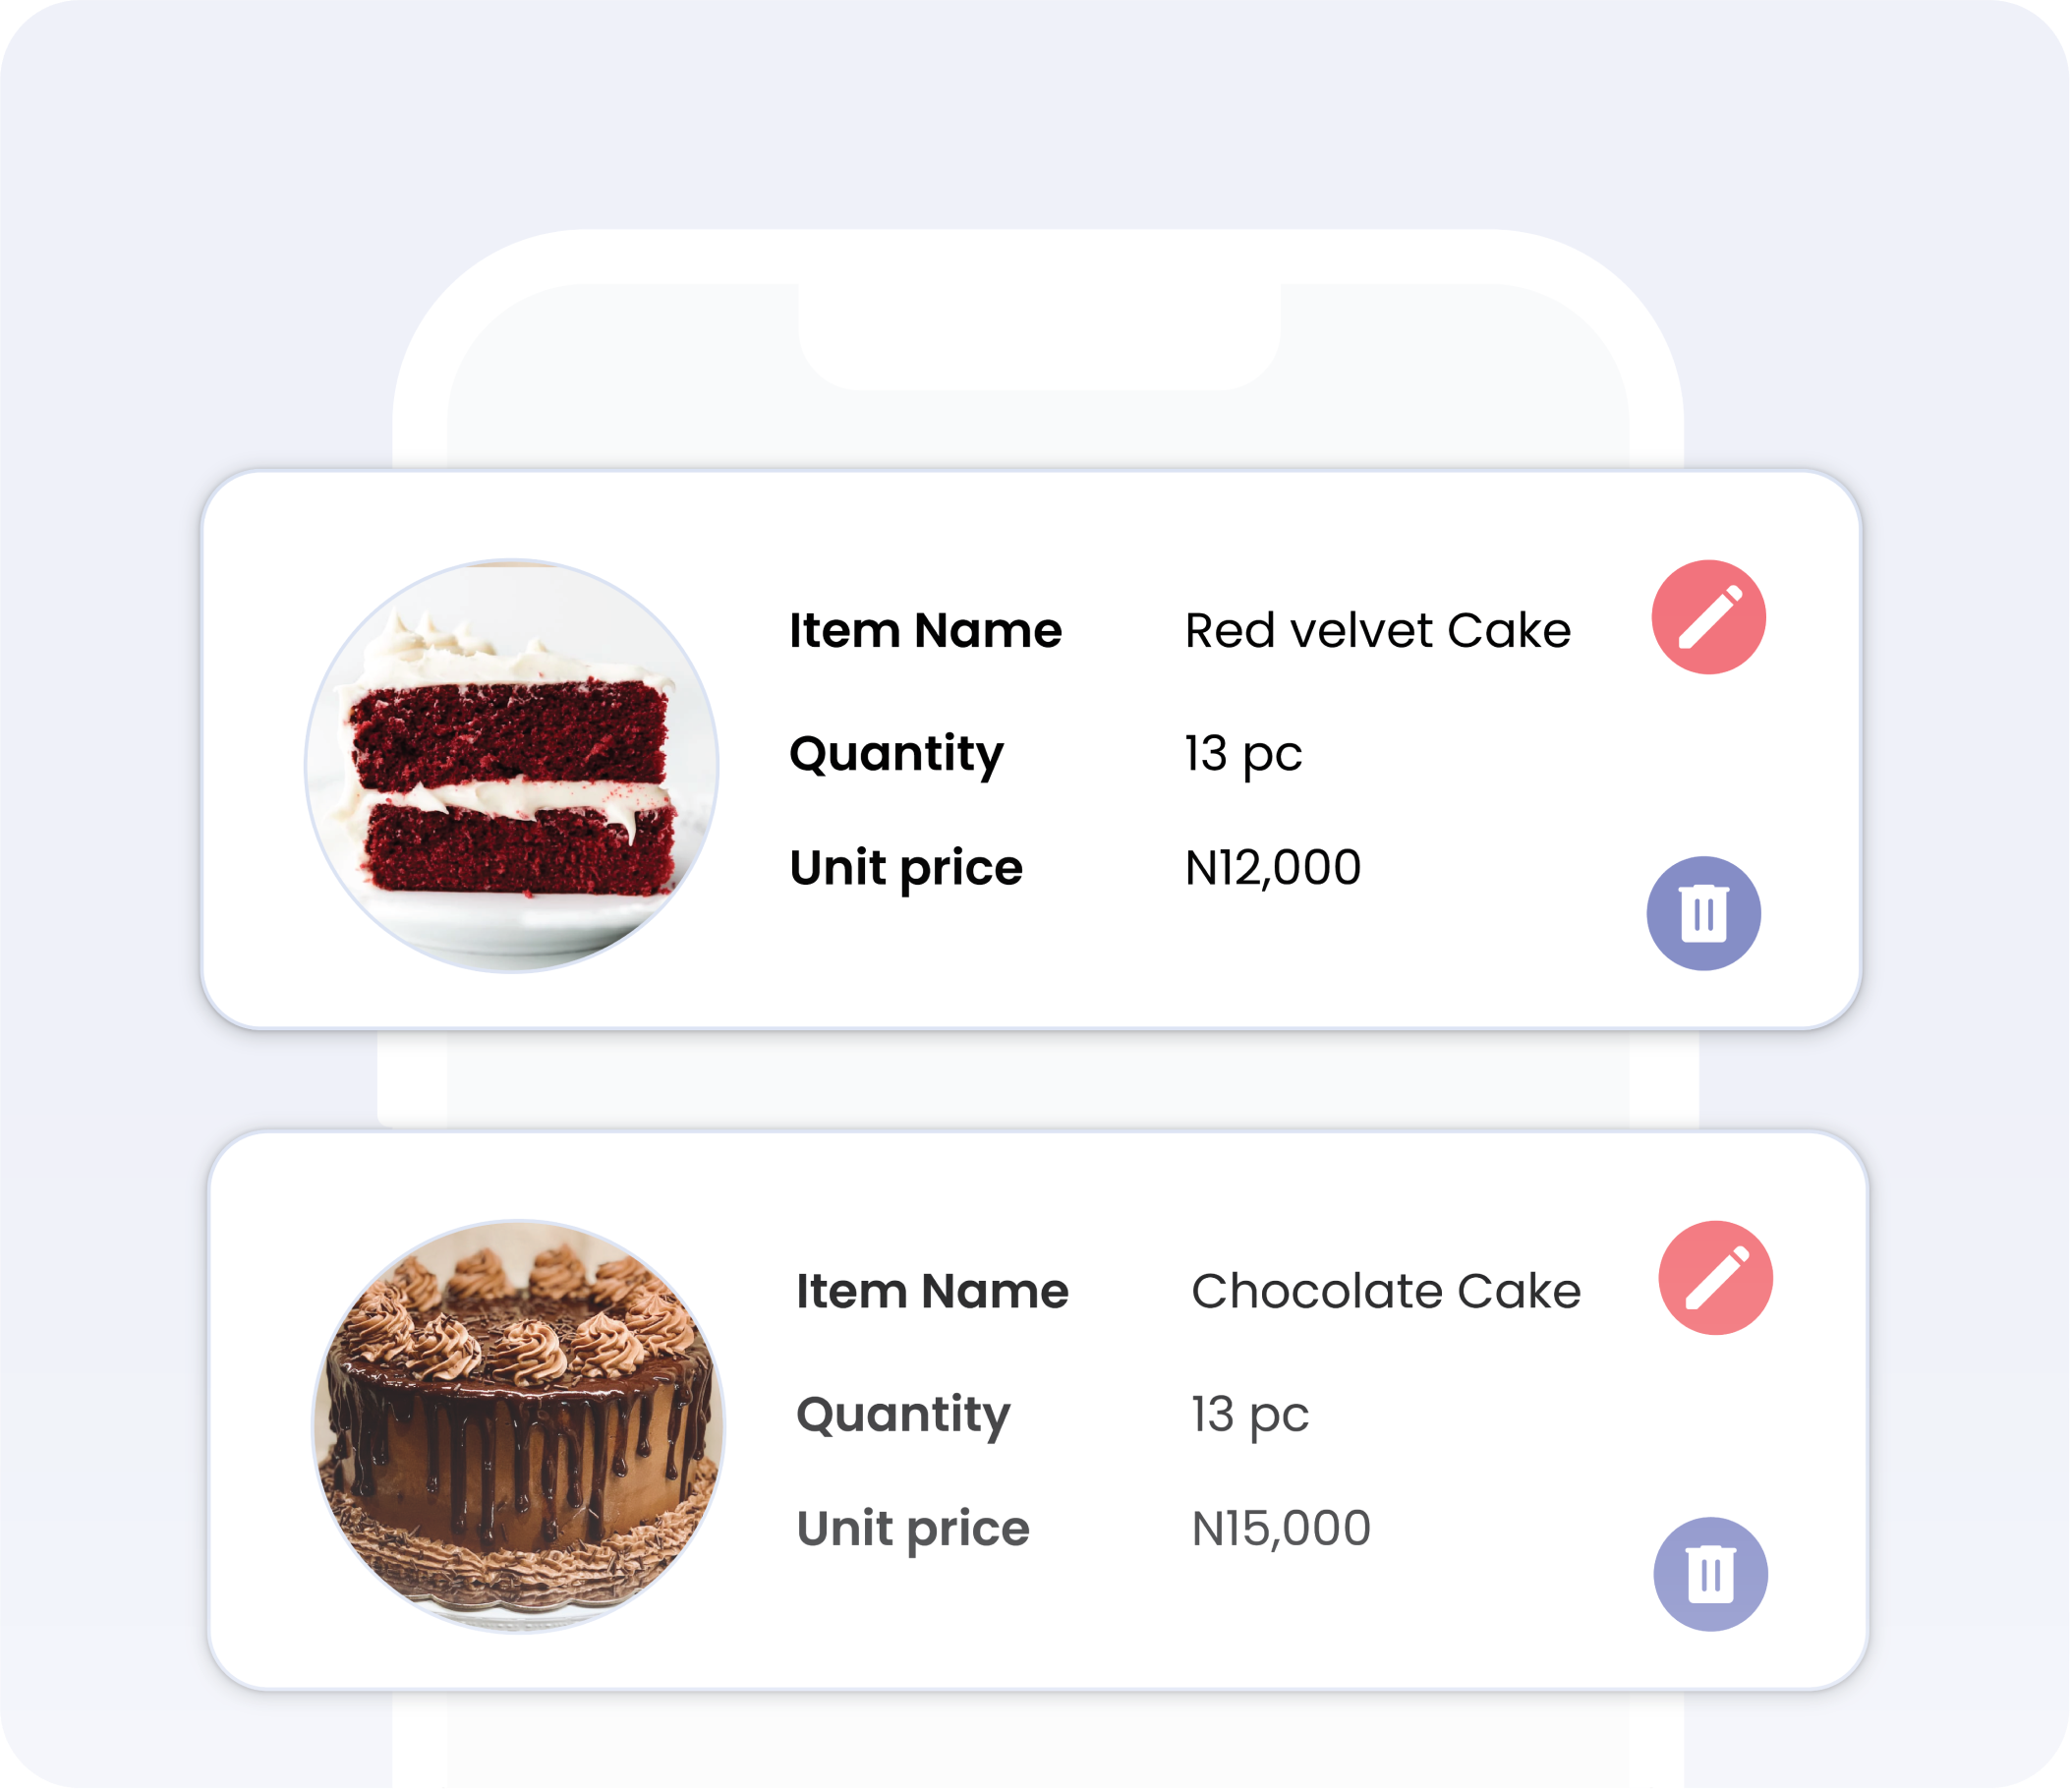 Item Name Red velvet Cake
Quantity 13 pc
Unit price N12,000
Item Name Chocolate Cake
Quantity 13 pc
Unit price N15,000